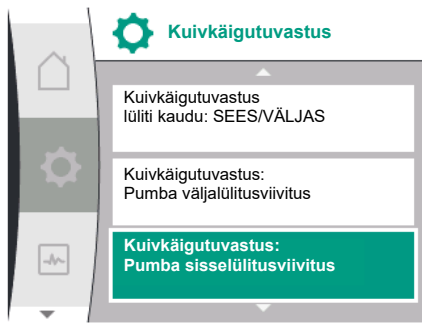 Kuivkäigutuvastus
Kuivkäigutuvastus
lüliti kaudu: SEES/VÄLJAS
Kuivkäigutuvastus:
Pumba väljalülitusviivitus
Kuivkäigutuvastus:
Pumba sisselülitusviivitus